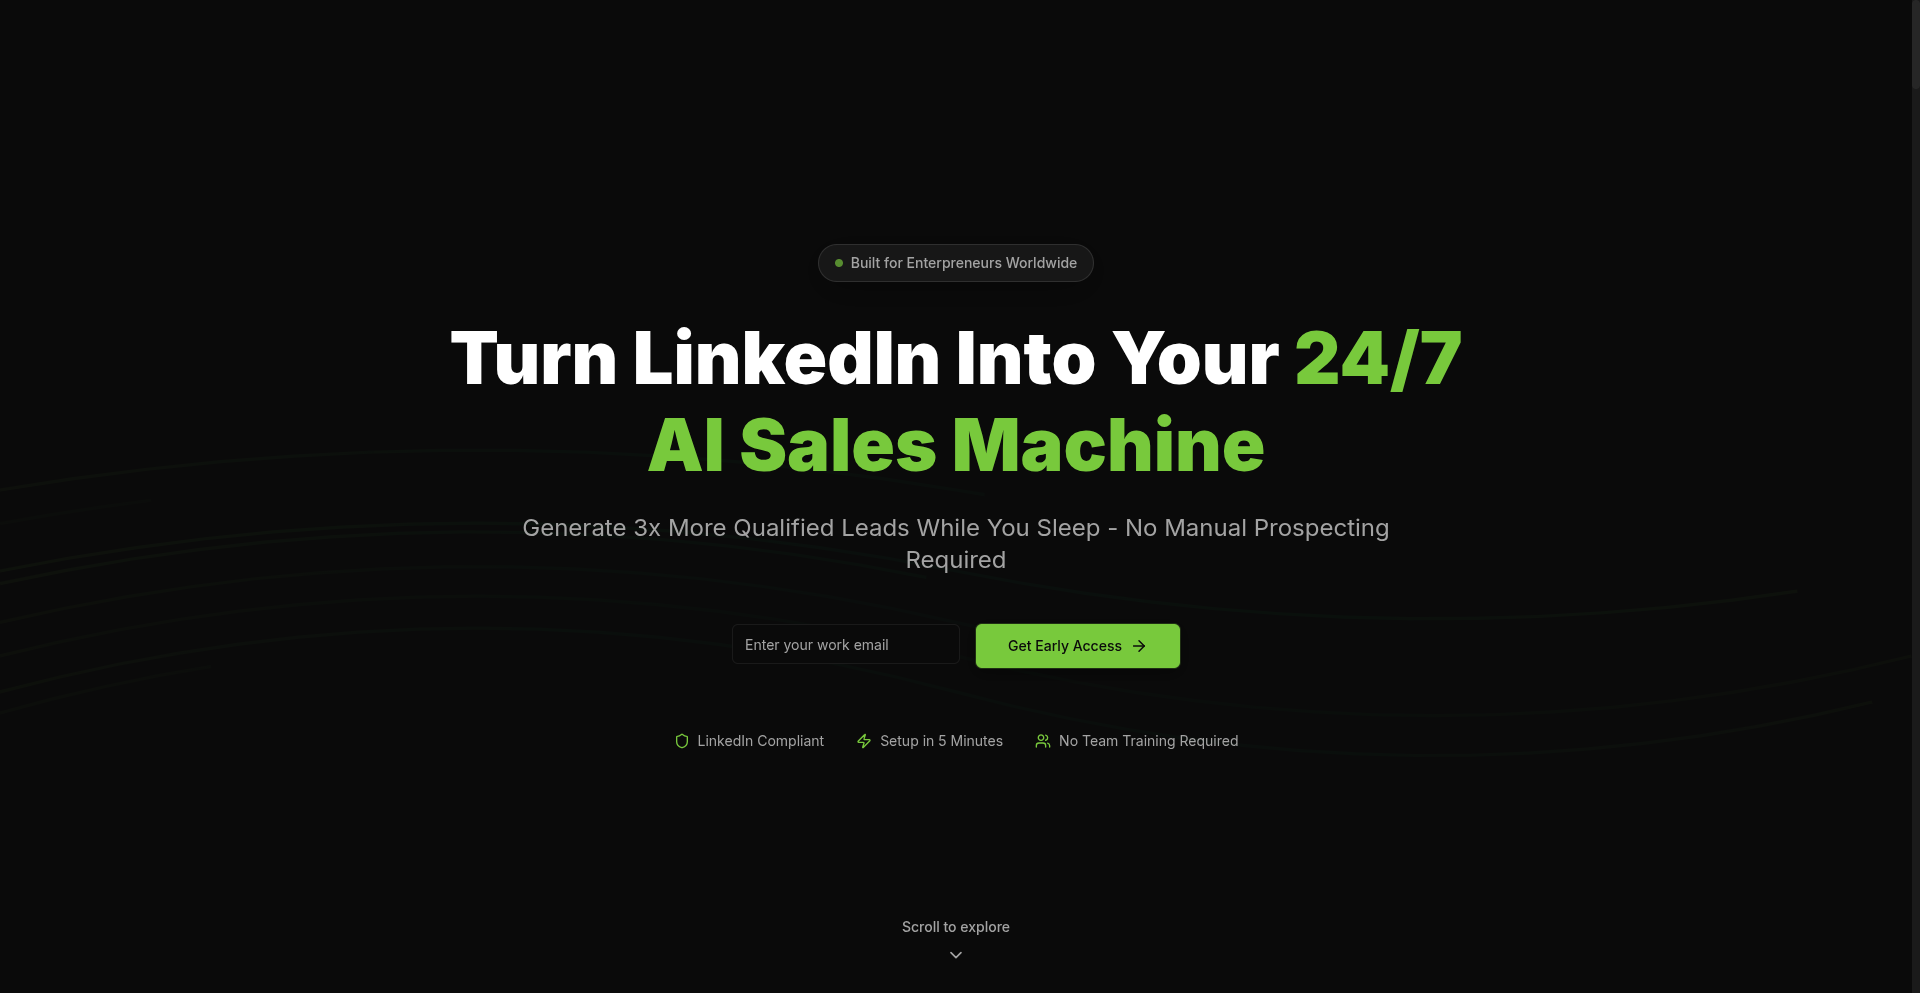 Built for Enterpreneurs Worldwide
Turn LinkedIn Into Your 24/7
AI Sales Machine
Generate 3x More Qualified Leads While You Sleep - No Manual Prospecting
Required
Enter your work email
Get Early Access
LinkedIn Compliant
Setup in 5 Minutes
No Team Training Required
Scroll to explore